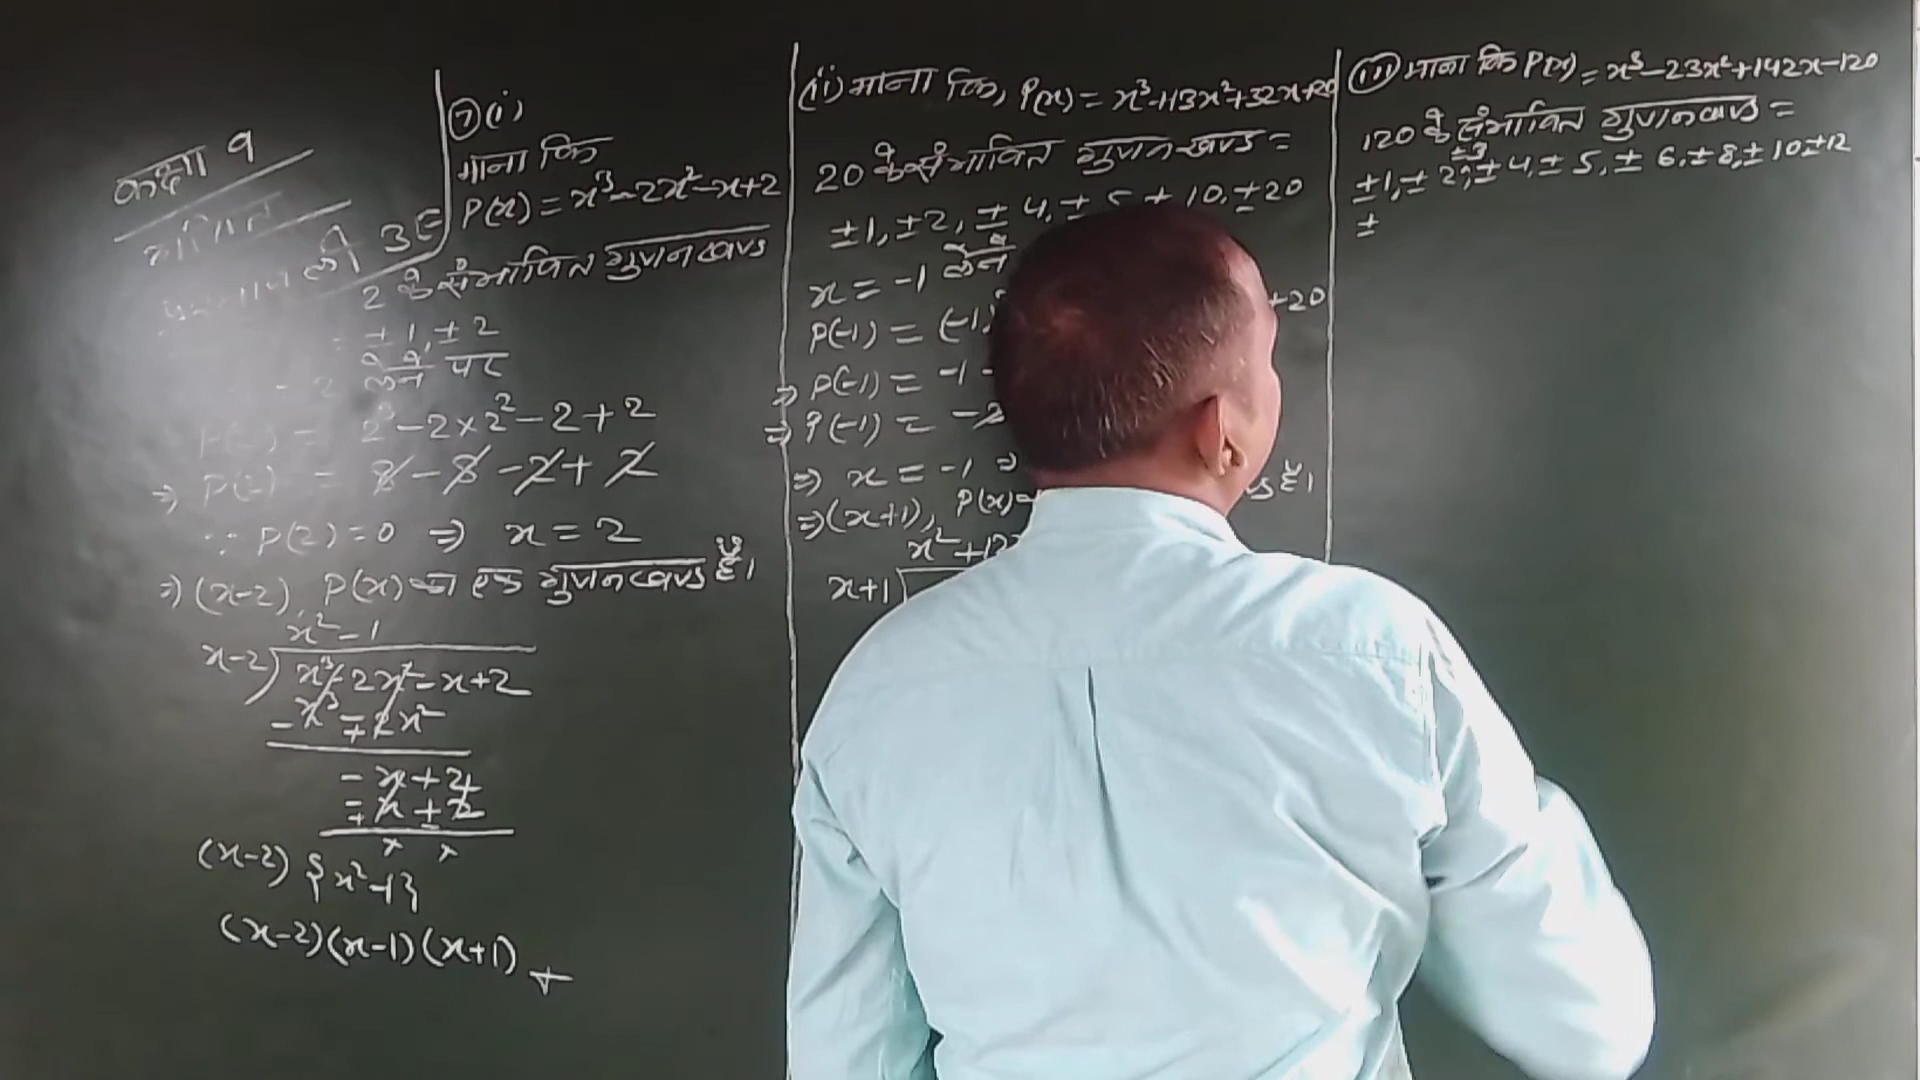 कक्षा 9
गणित
3E
⑦(i)
माना कि
P(x) = x³-2x²-x+2
2 के संभावित गुणनखण्ड
= ±1, ±2
2 लेने पर
= 2³-2×2²-2+2
⇒ P(2) = 8-8-2+2
∵ P(2)=0 ⇒ x=2
⇒ (x-2), P(x) का एक गुणनखण्ड है।
x²-1
x-2) x³-2x²-x+2
-x³-2x²
+
-x+2
-x+2
+ -
× ×
(x-2) {x²-1}
(x-2)(x-1)(x+1)
(ii) माना कि, P(x) = x³+13x²+32x+20
20 के संभावित गुणनखण्ड =
±1, ±2, ±4, ±5, ±10, ±20
x = -1 लेने
P(-1) = (-1) +20
⇒ P(-1) = -1-
⇒ P(-1) = -2
⇒ x = -1 ⇒
⇒ (x+1), P(x) है।
x²+12
x+1)
(iii) माना कि P(x) = x³-23x²+142x-120
120 के संभावित गुणनखण्ड =
±1, ±2, ±3, ±4, ±5, ±6, ±8, ±10, ±12
±